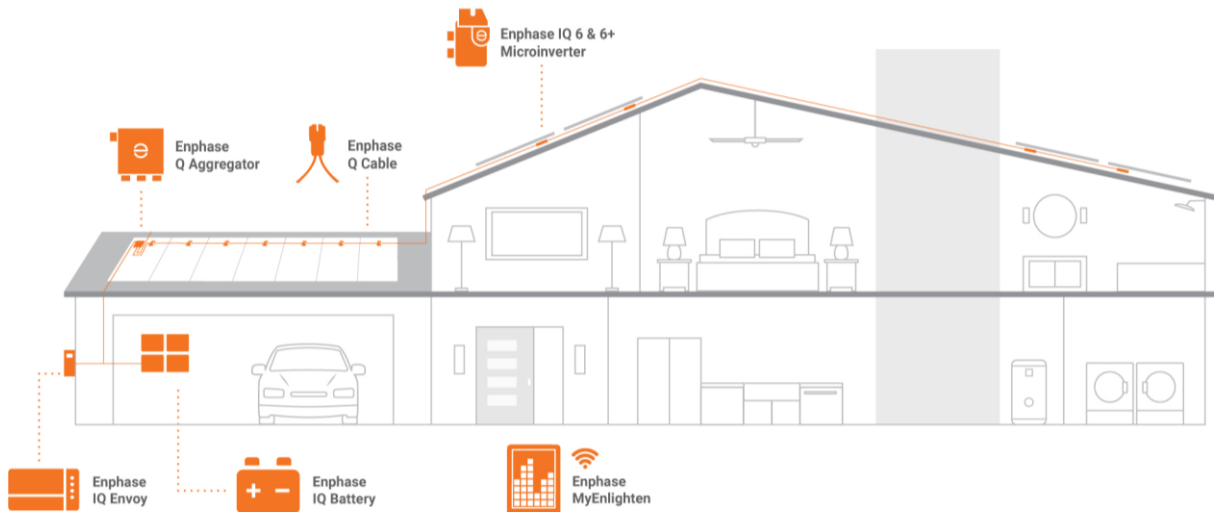 Enphase IQ 6 & 6+
Microinverter
Enphase
Q Aggregator
Enphase
Q Cable
Enphase
IQ Envoy
Enphase
IQ Battery
Enphase
MyEnlighten